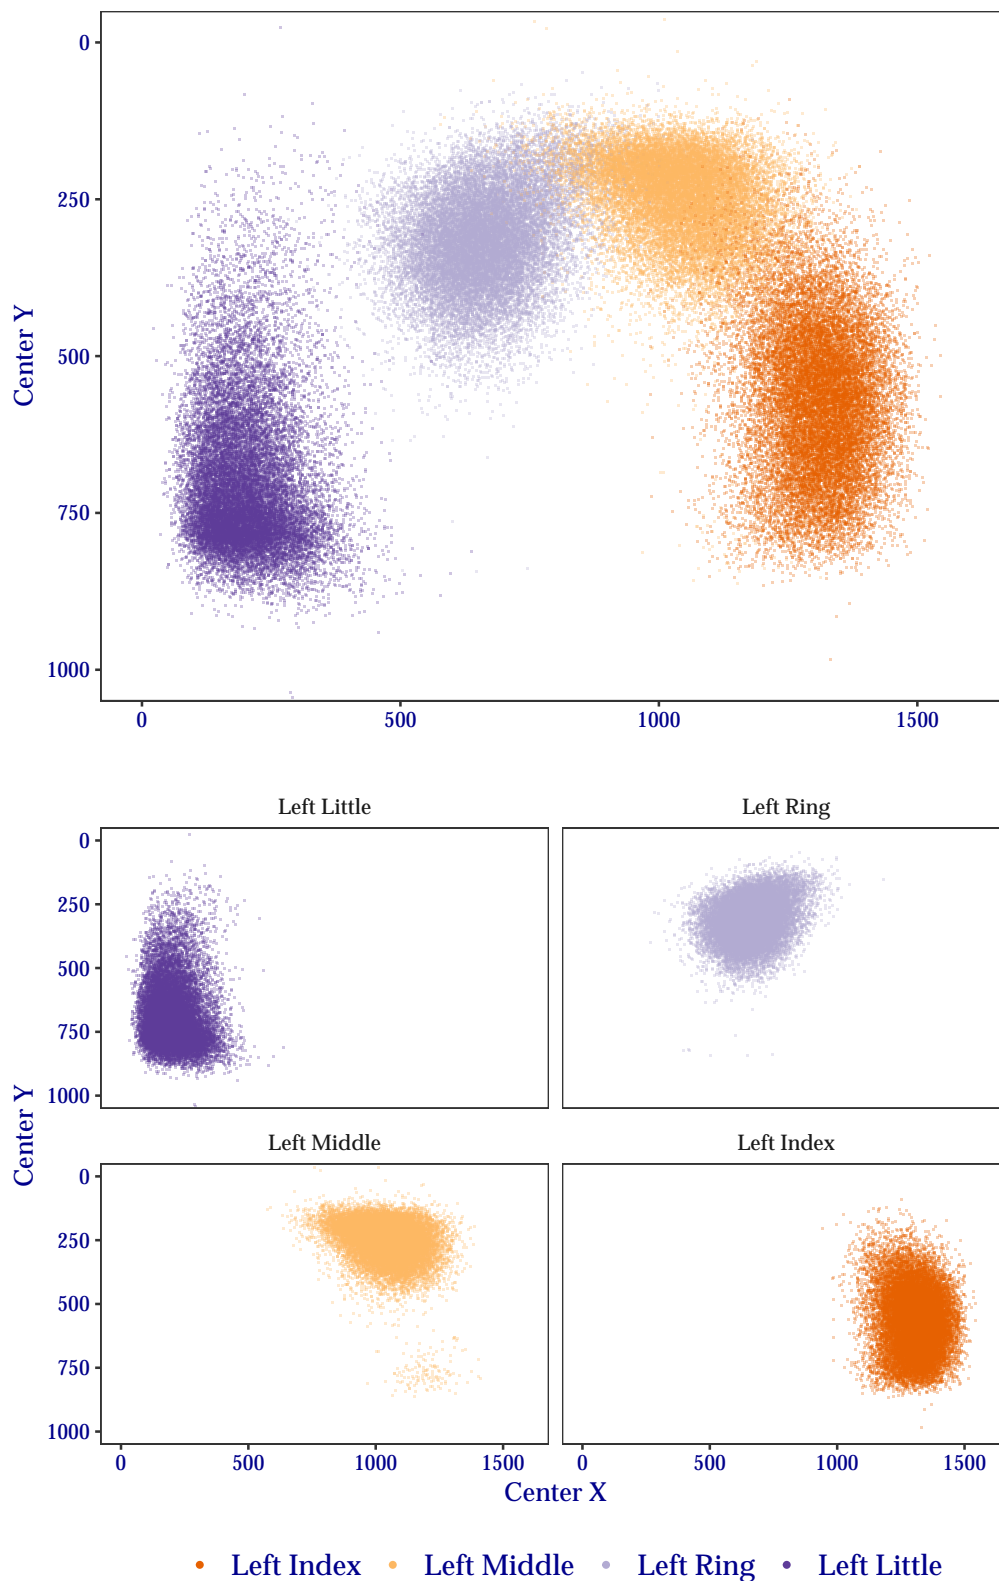 0
250
500
750
1000
Center Y
0 500 1000 1500
Left Little Left Ring
0
250
500
750
1000
Left Middle Left Index
0
250
500
750
1000
Center Y
0 500 1000 1500 0 500 1000 1500
Center X
Left Index Left Middle Left Ring Left Little